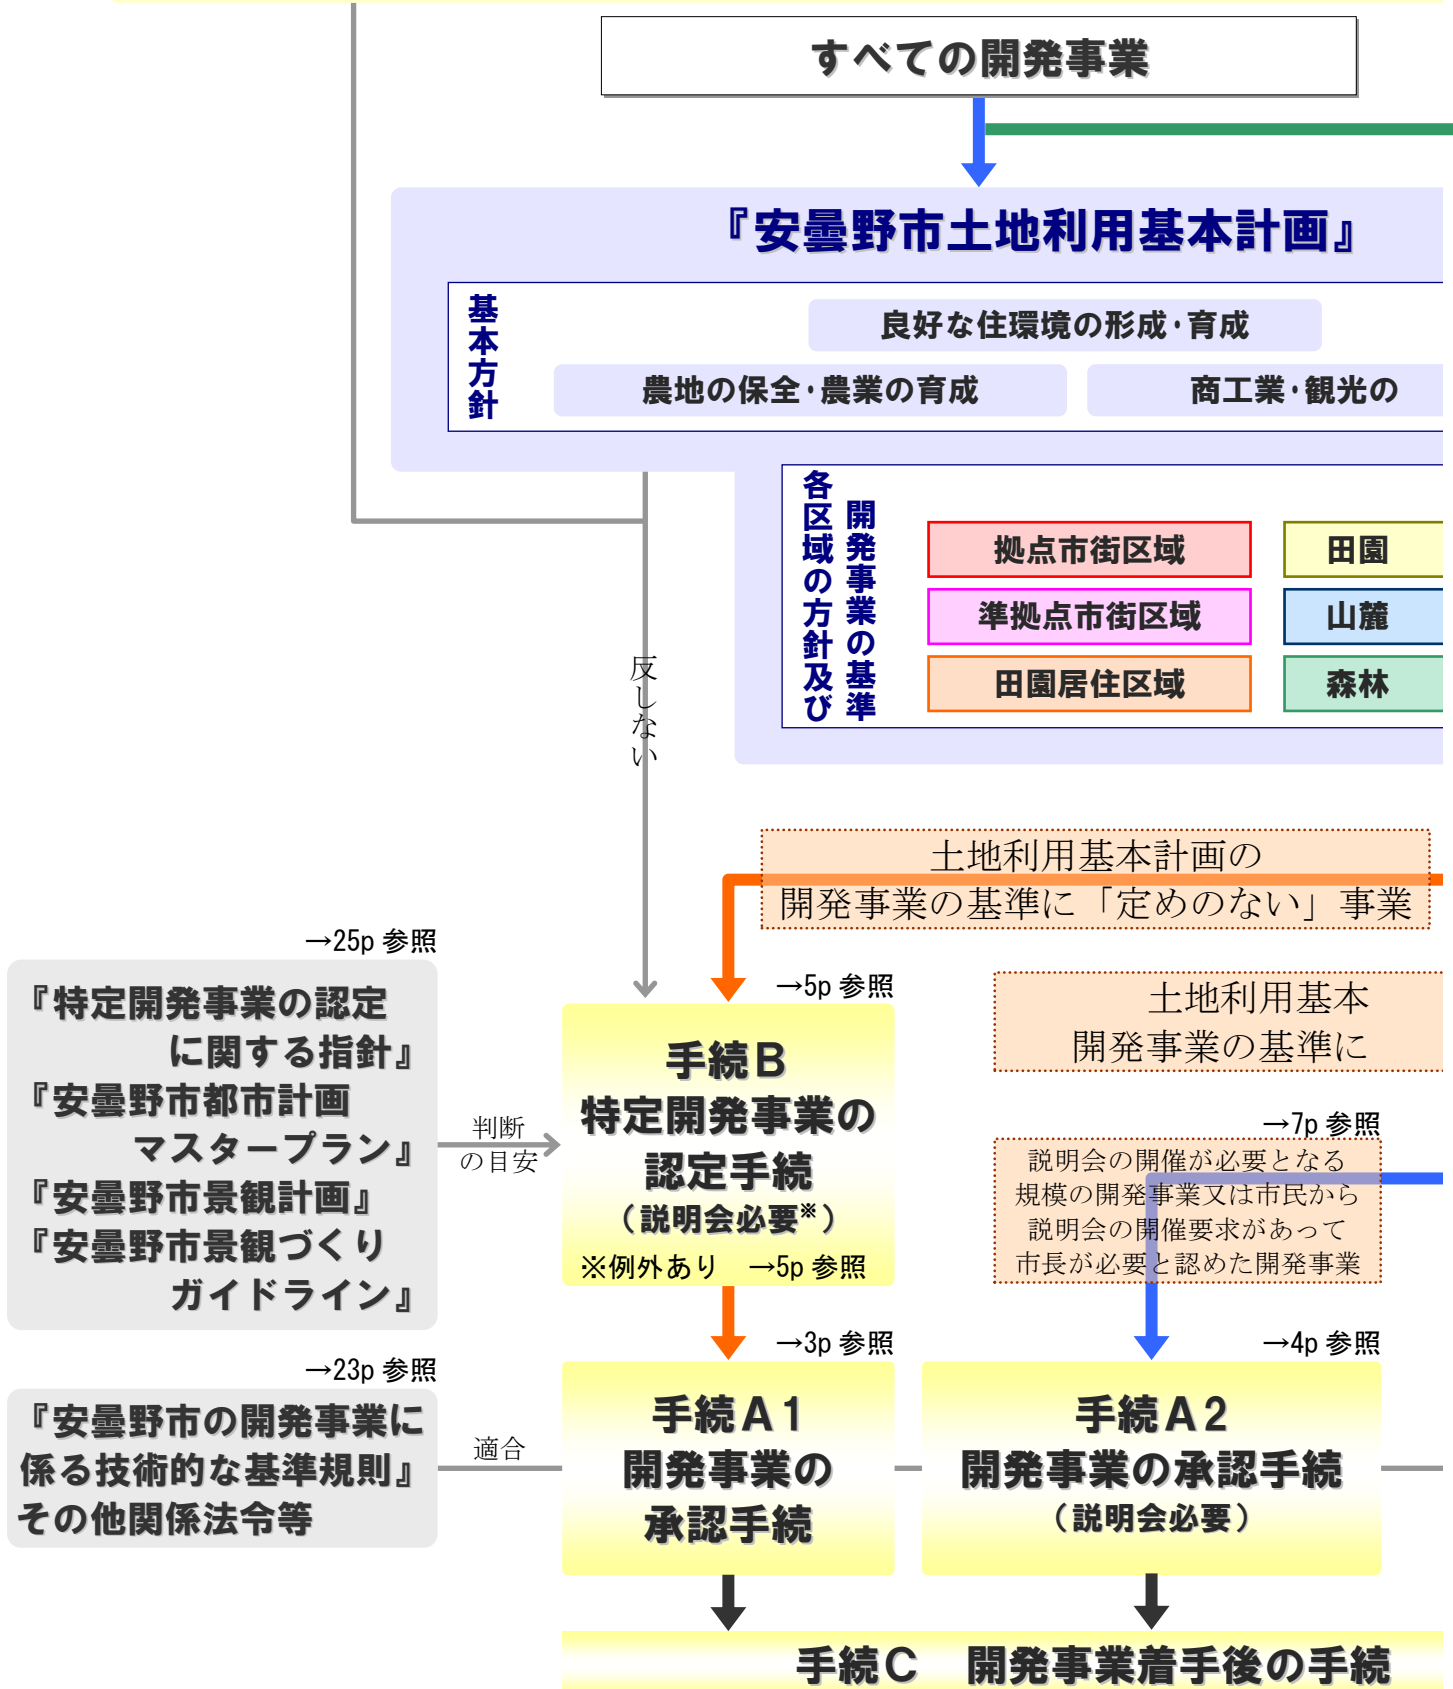 すべての開発事業
『安曇野市土地利用基本計画』
基本方針
良好な住環境の形成・育成
農地の保全・農業の育成
商工業・観光の
各区域の方針及び
開発事業の基準
拠点市街区域
田園
準拠点市街区域
山麓
田園居住区域
森林
反しない
土地利用基本計画の
開発事業の基準に「定めのない」事業
→25p 参照
『特定開発事業の認定
に関する指針』
『安曇野市都市計画
マスタープラン』
『安曇野市景観計画』
『安曇野市景観づくり
ガイドライン』
判断
の目安
→5p 参照
手続B
特定開発事業の
認定手続
（説明会必要※）
※例外あり　→5p 参照
土地利用基本
開発事業の基準に
→7p 参照
説明会の開催が必要となる
規模の開発事業又は市民から
説明会の開催要求があって
市長が必要と認めた開発事業
→23p 参照
『安曇野市の開発事業に
係る技術的な基準規則』
その他関係法令等
適合
→3p 参照
手続A1
開発事業の
承認手続
→4p 参照
手続A2
開発事業の承認手続
（説明会必要）
手続C　開発事業着手後の手続